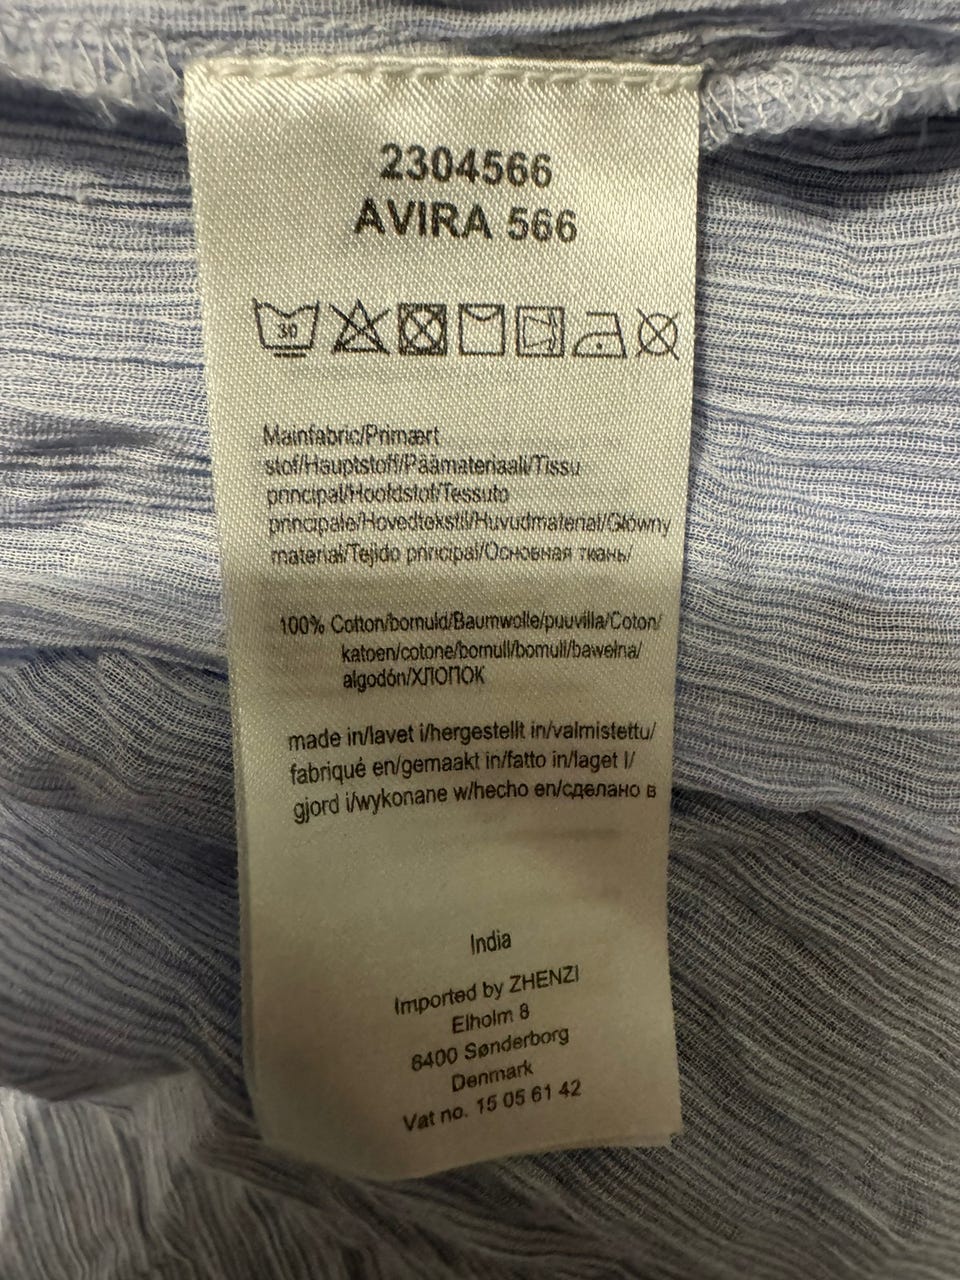 2304566
AVIRA 566
30
Mainfabric/Primært
stof/Hauptstoff/Päämateriaali/Tissu
principal/Hoofdstof/Tessuto
principale/Hovedtekstil/Huvudmaterial/Główny
material/Tejido principal/Основная ткань/
100% Cotton/bomuld/Baumwolle/puuvilla/Coton/
katoen/cotone/bomull/bomull/bawełna/
algodón/ХЛОПОК
made in/lavet i/hergestellt in/valmistettu/
fabriqué en/gemaakt in/fatto in/laget I/
gjord i/wykonane w/hecho en/сделано в
India
Imported by ZHENZI
Elholm 8
6400 Sønderborg
Denmark
Vat no. 15 05 61 42